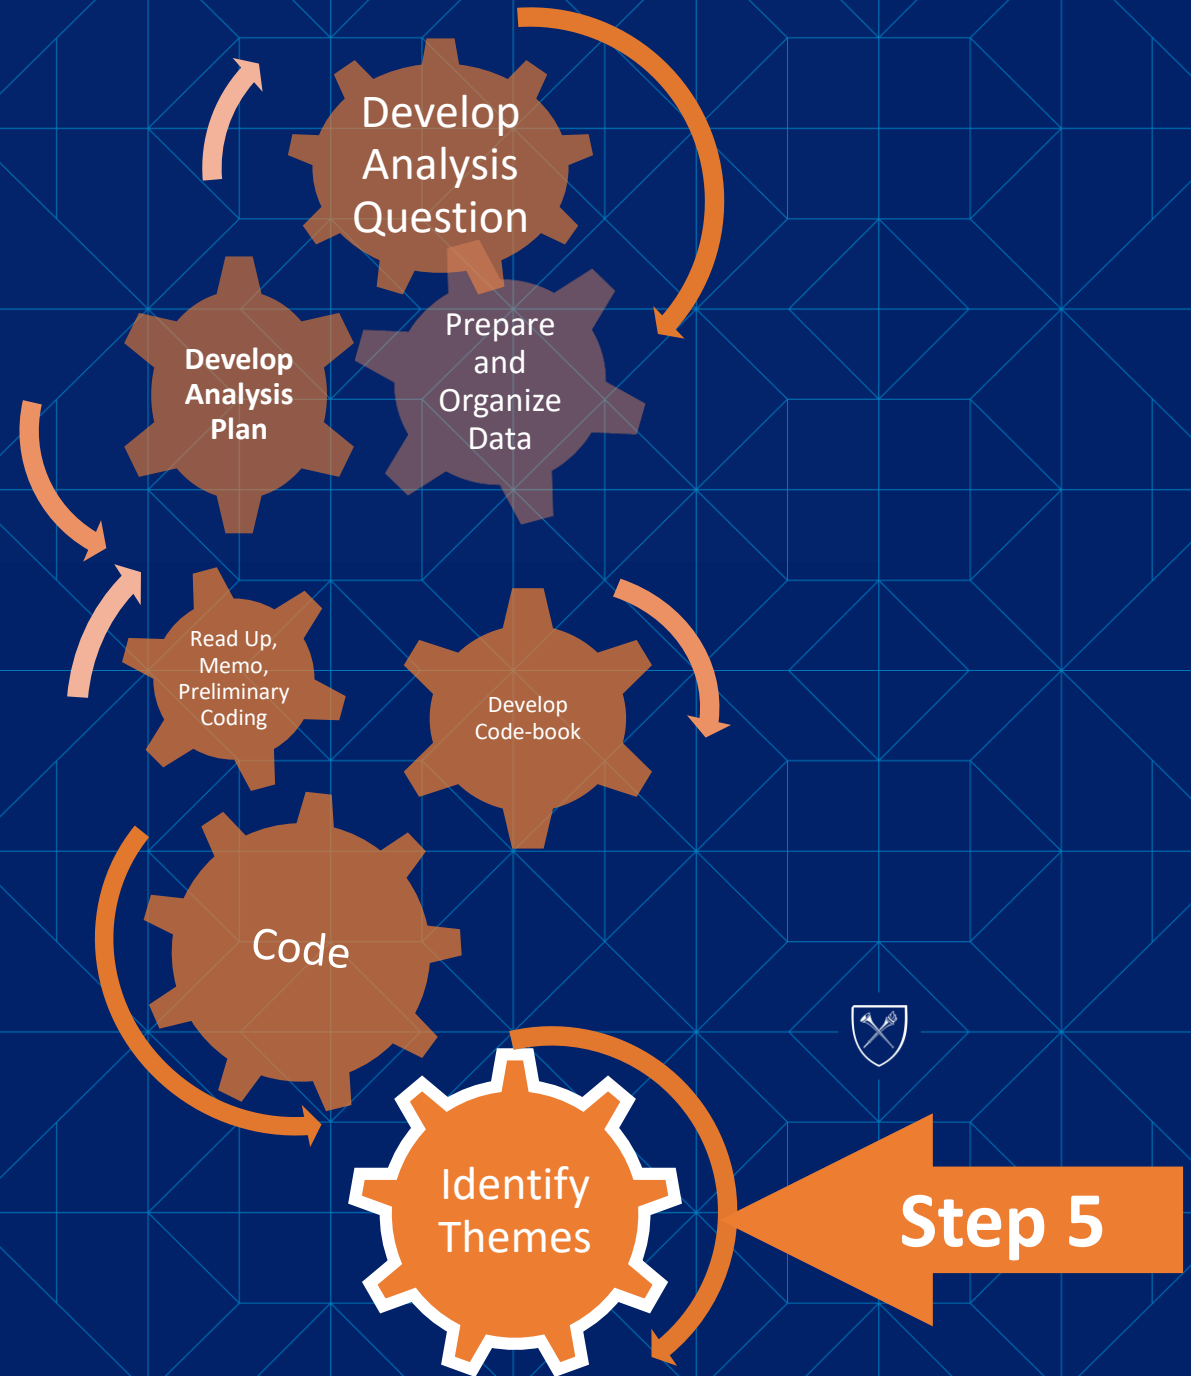 Develop
Analysis
Question
Develop
Analysis
Plan
Prepare
and
Organize
Data
Read Up,
Memo,
Preliminary
Coding
Develop
Code-book
Code
Identify
Themes
Step 5